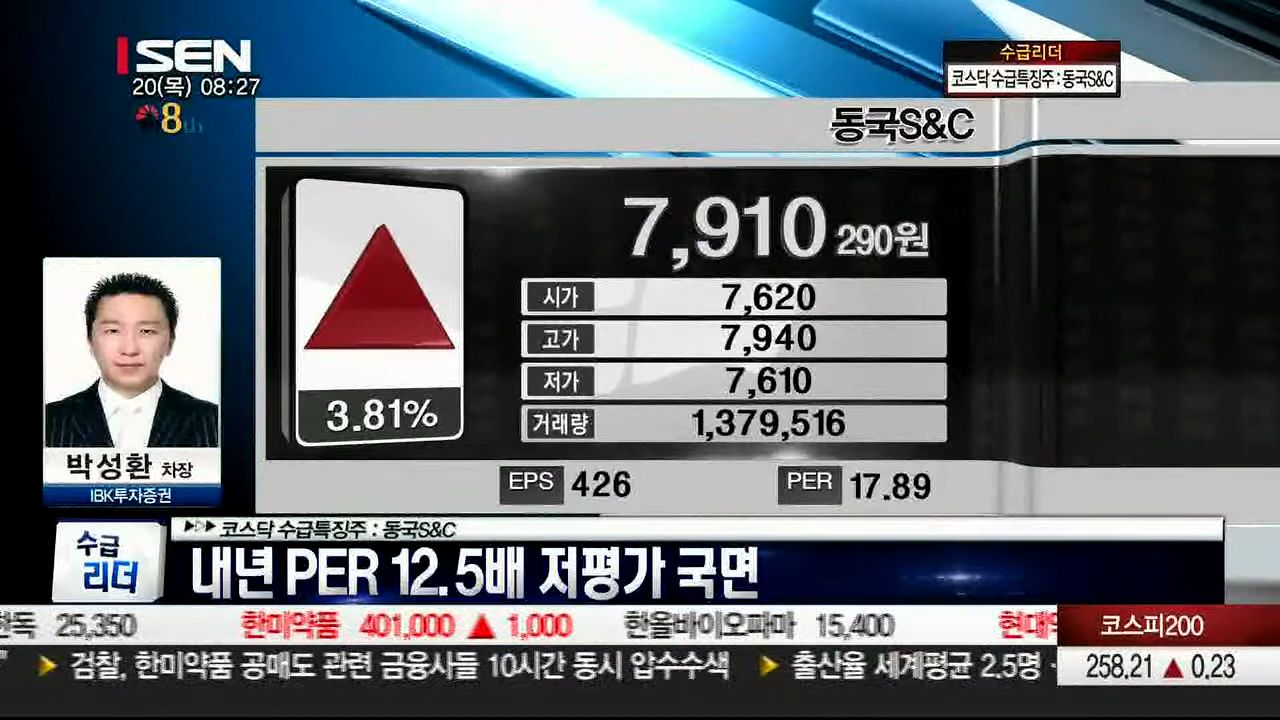 SEN
20(목) 08:27
8th
수급리더
코스닥 수급특징주 : 동국S&C
동국S&C
7,910 290원
3.81%
시가 7,620
고가 7,940
저가 7,610
거래량 1,379,516
EPS 426 PER 17.89
박성환 차장
IBK투자증권
수급
리더
코스닥 수급특징주 : 동국S&C
내년 PER 12.5배 저평가 국면
한독 25,350 한미약품 401,000 ▲ 1,000 한올바이오파마 15,400 현대약
코스피200
258.21 ▲ 0.23
검찰, 한미약품 공매도 관련 금융사들 10시간 동시 압수수색 출산율 세계평균 2.5명